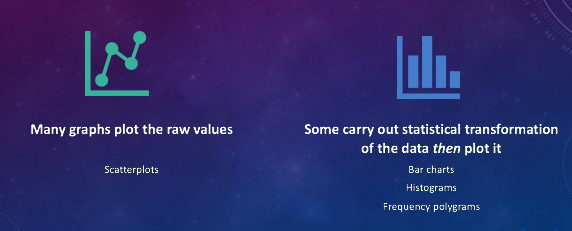 Many graphs plot the raw values
Scatterplots
Some carry out statistical transformation
of the data then plot it
Bar charts
Histograms
Frequency polygrams